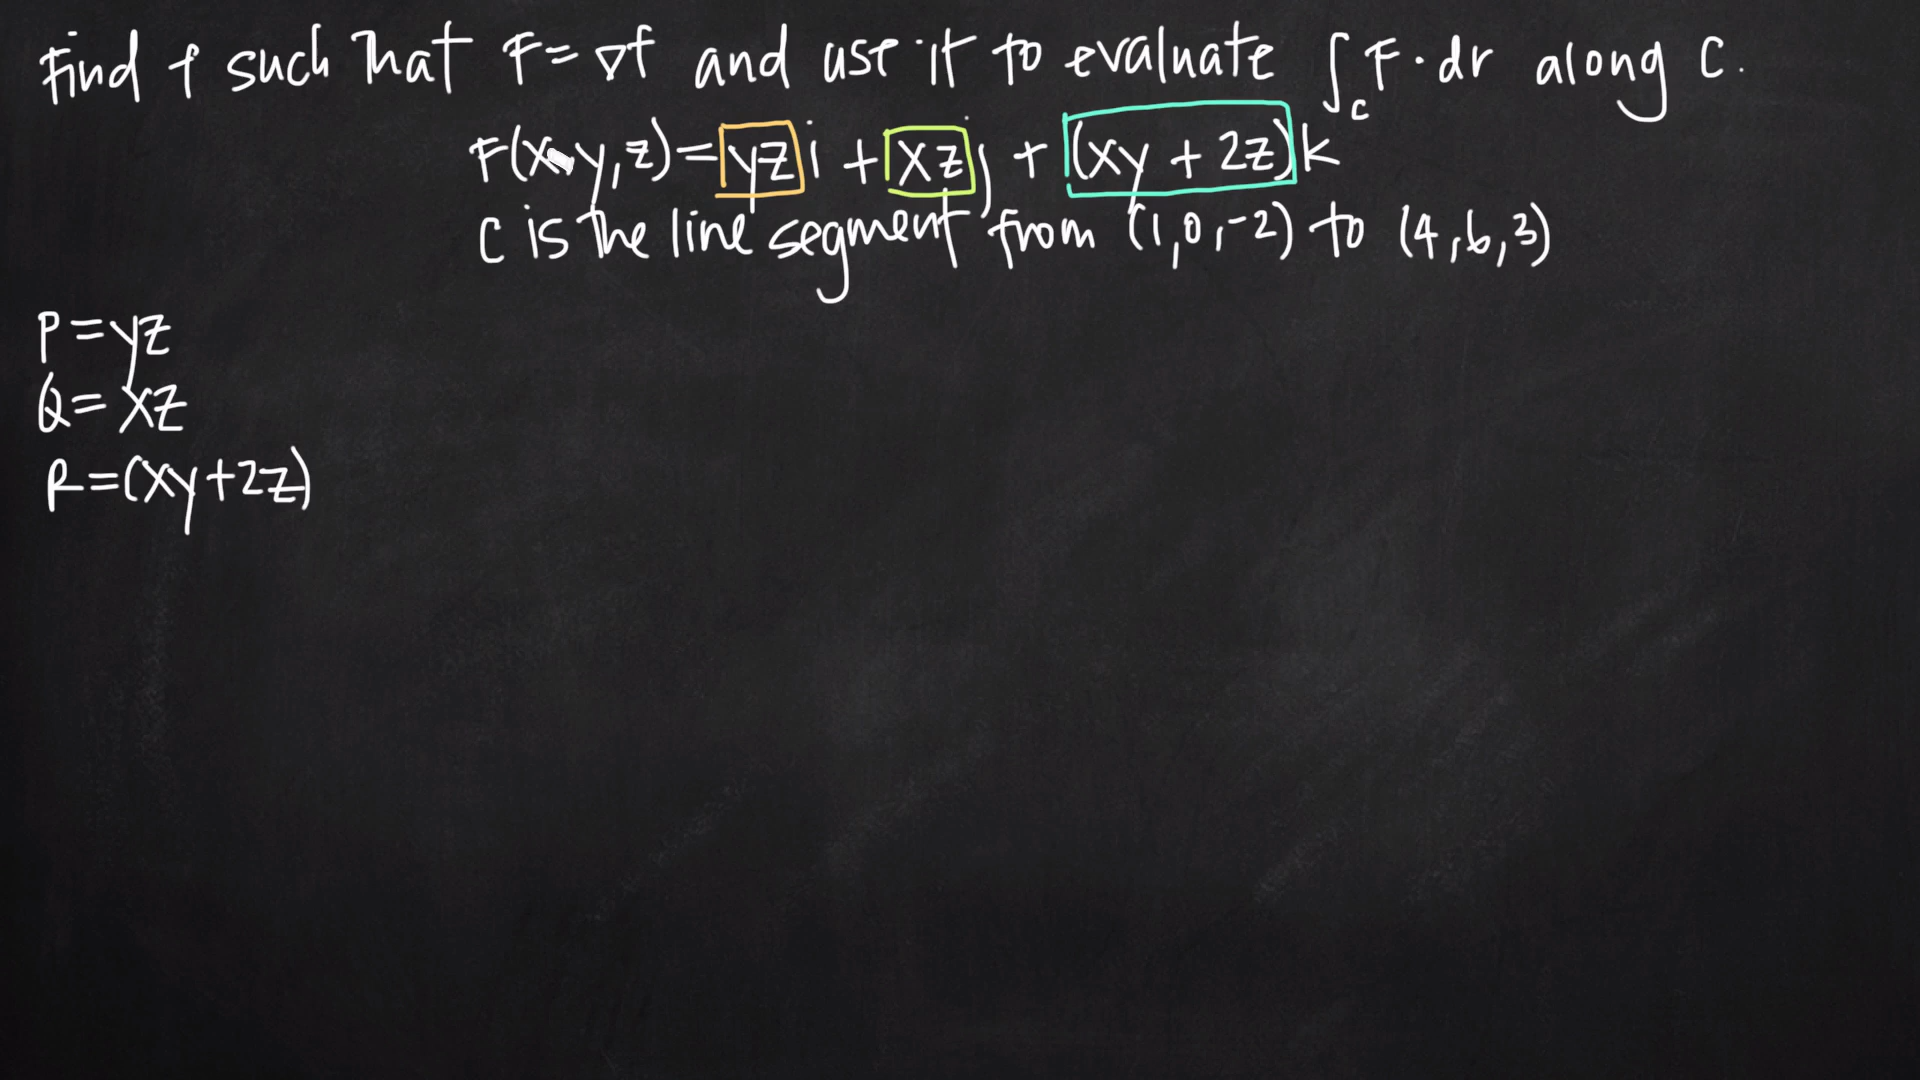 Find f such that F = ∇f and use it to evaluate ∫_C F · dr along C.
F(x, y, z) = yz i + xz j + (xy + 2z) k
C is the line segment from (1, 0, -2) to (4, 6, 3)
P = yz
Q = xz
R = (xy + 2z)